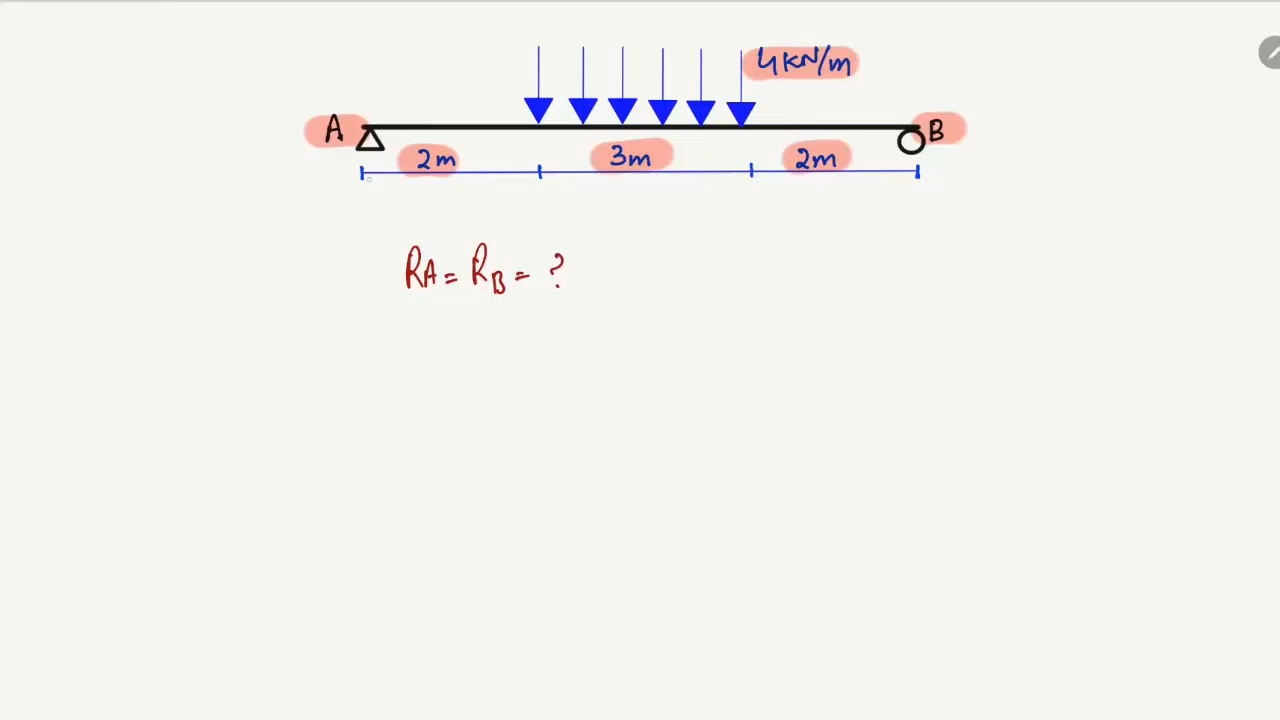 4KN/m
A B
2m 3m 2m
RA = RB = ?